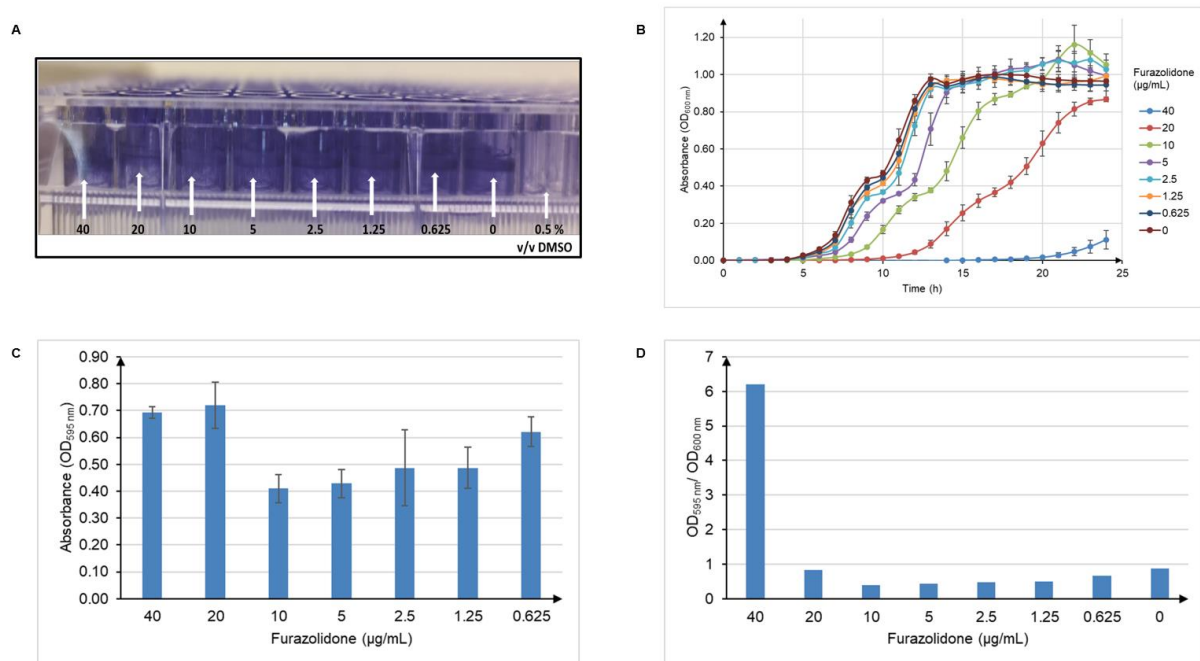 A
40 20 10 5 2.5 1.25 0.625 0 0.5 %
v/v DMSO
B
1.20
1.00
0.80
0.60
0.40
0.20
0.00
Absorbance (OD600 nm)
0 5 10 15 20 25
Time (h)
Furazolidone
(µg/mL)
40
20
10
5
2.5
1.25
0.625
0
C
0.90
0.80
0.70
0.60
0.50
0.40
0.30
0.20
0.10
0.00
Absorbance (OD595 nm)
40 20 10 5 2.5 1.25 0.625
Furazolidone (µg/mL)
D
7
6
5
4
3
2
1
0
OD595 nm/ OD600 nm
40 20 10 5 2.5 1.25 0.625 0
Furazolidone (µg/mL)